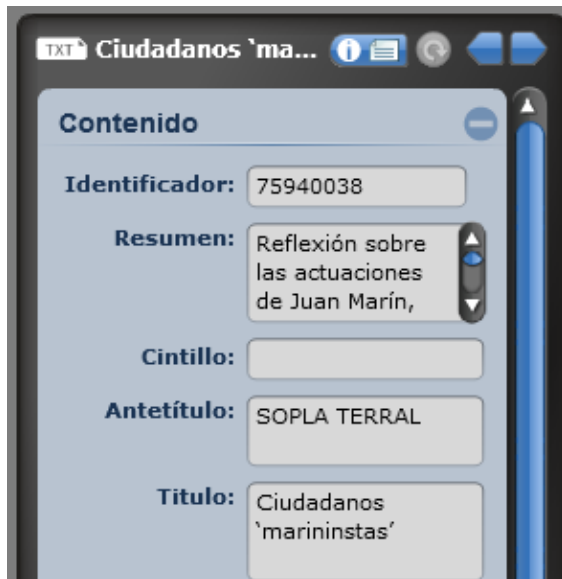 TXT Ciudadanos ‘ma... i
Contenido
Identificador: 75940038
Resumen: Reflexión sobre
las actuaciones
de Juan Marín,
Cintillo:
Antetítulo: SOPLA TERRAL
Titulo: Ciudadanos
‘marininstas’